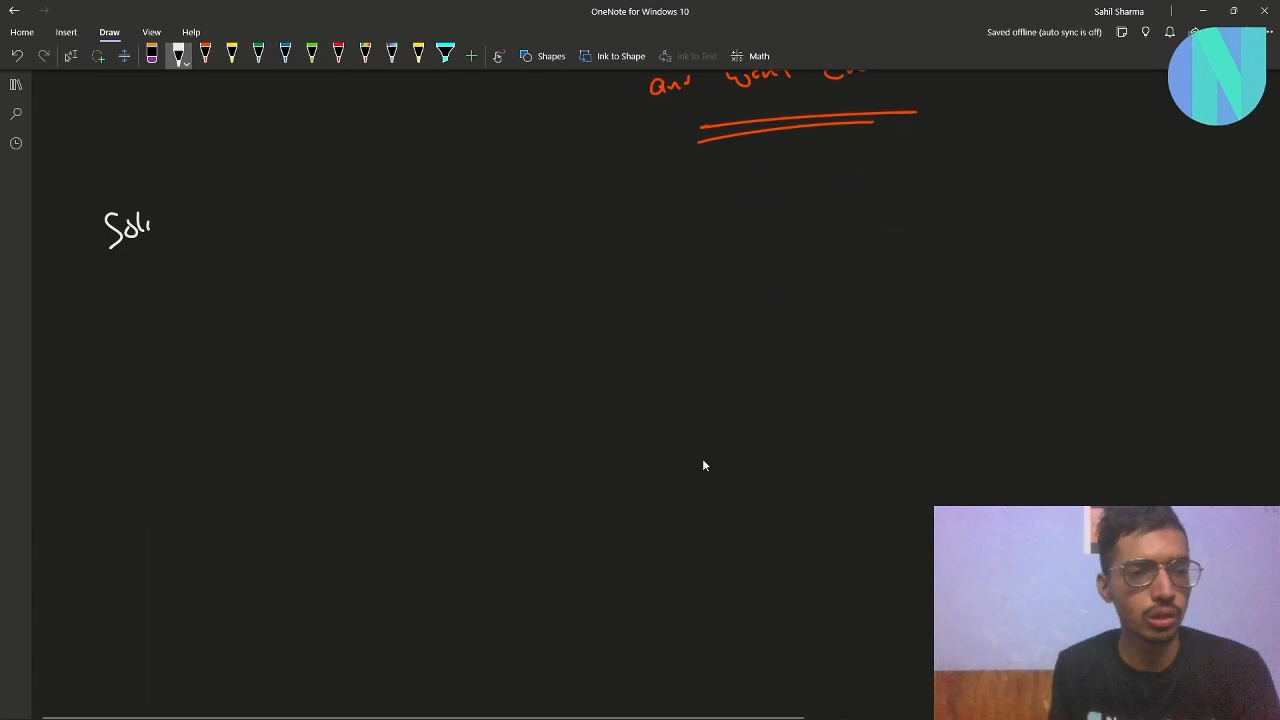 OneNote for Windows 10
Sahil Sharma
Home Insert Draw View Help
Saved offline (auto sync is off)
Shapes Ink to Shape Ink to Text Math
N